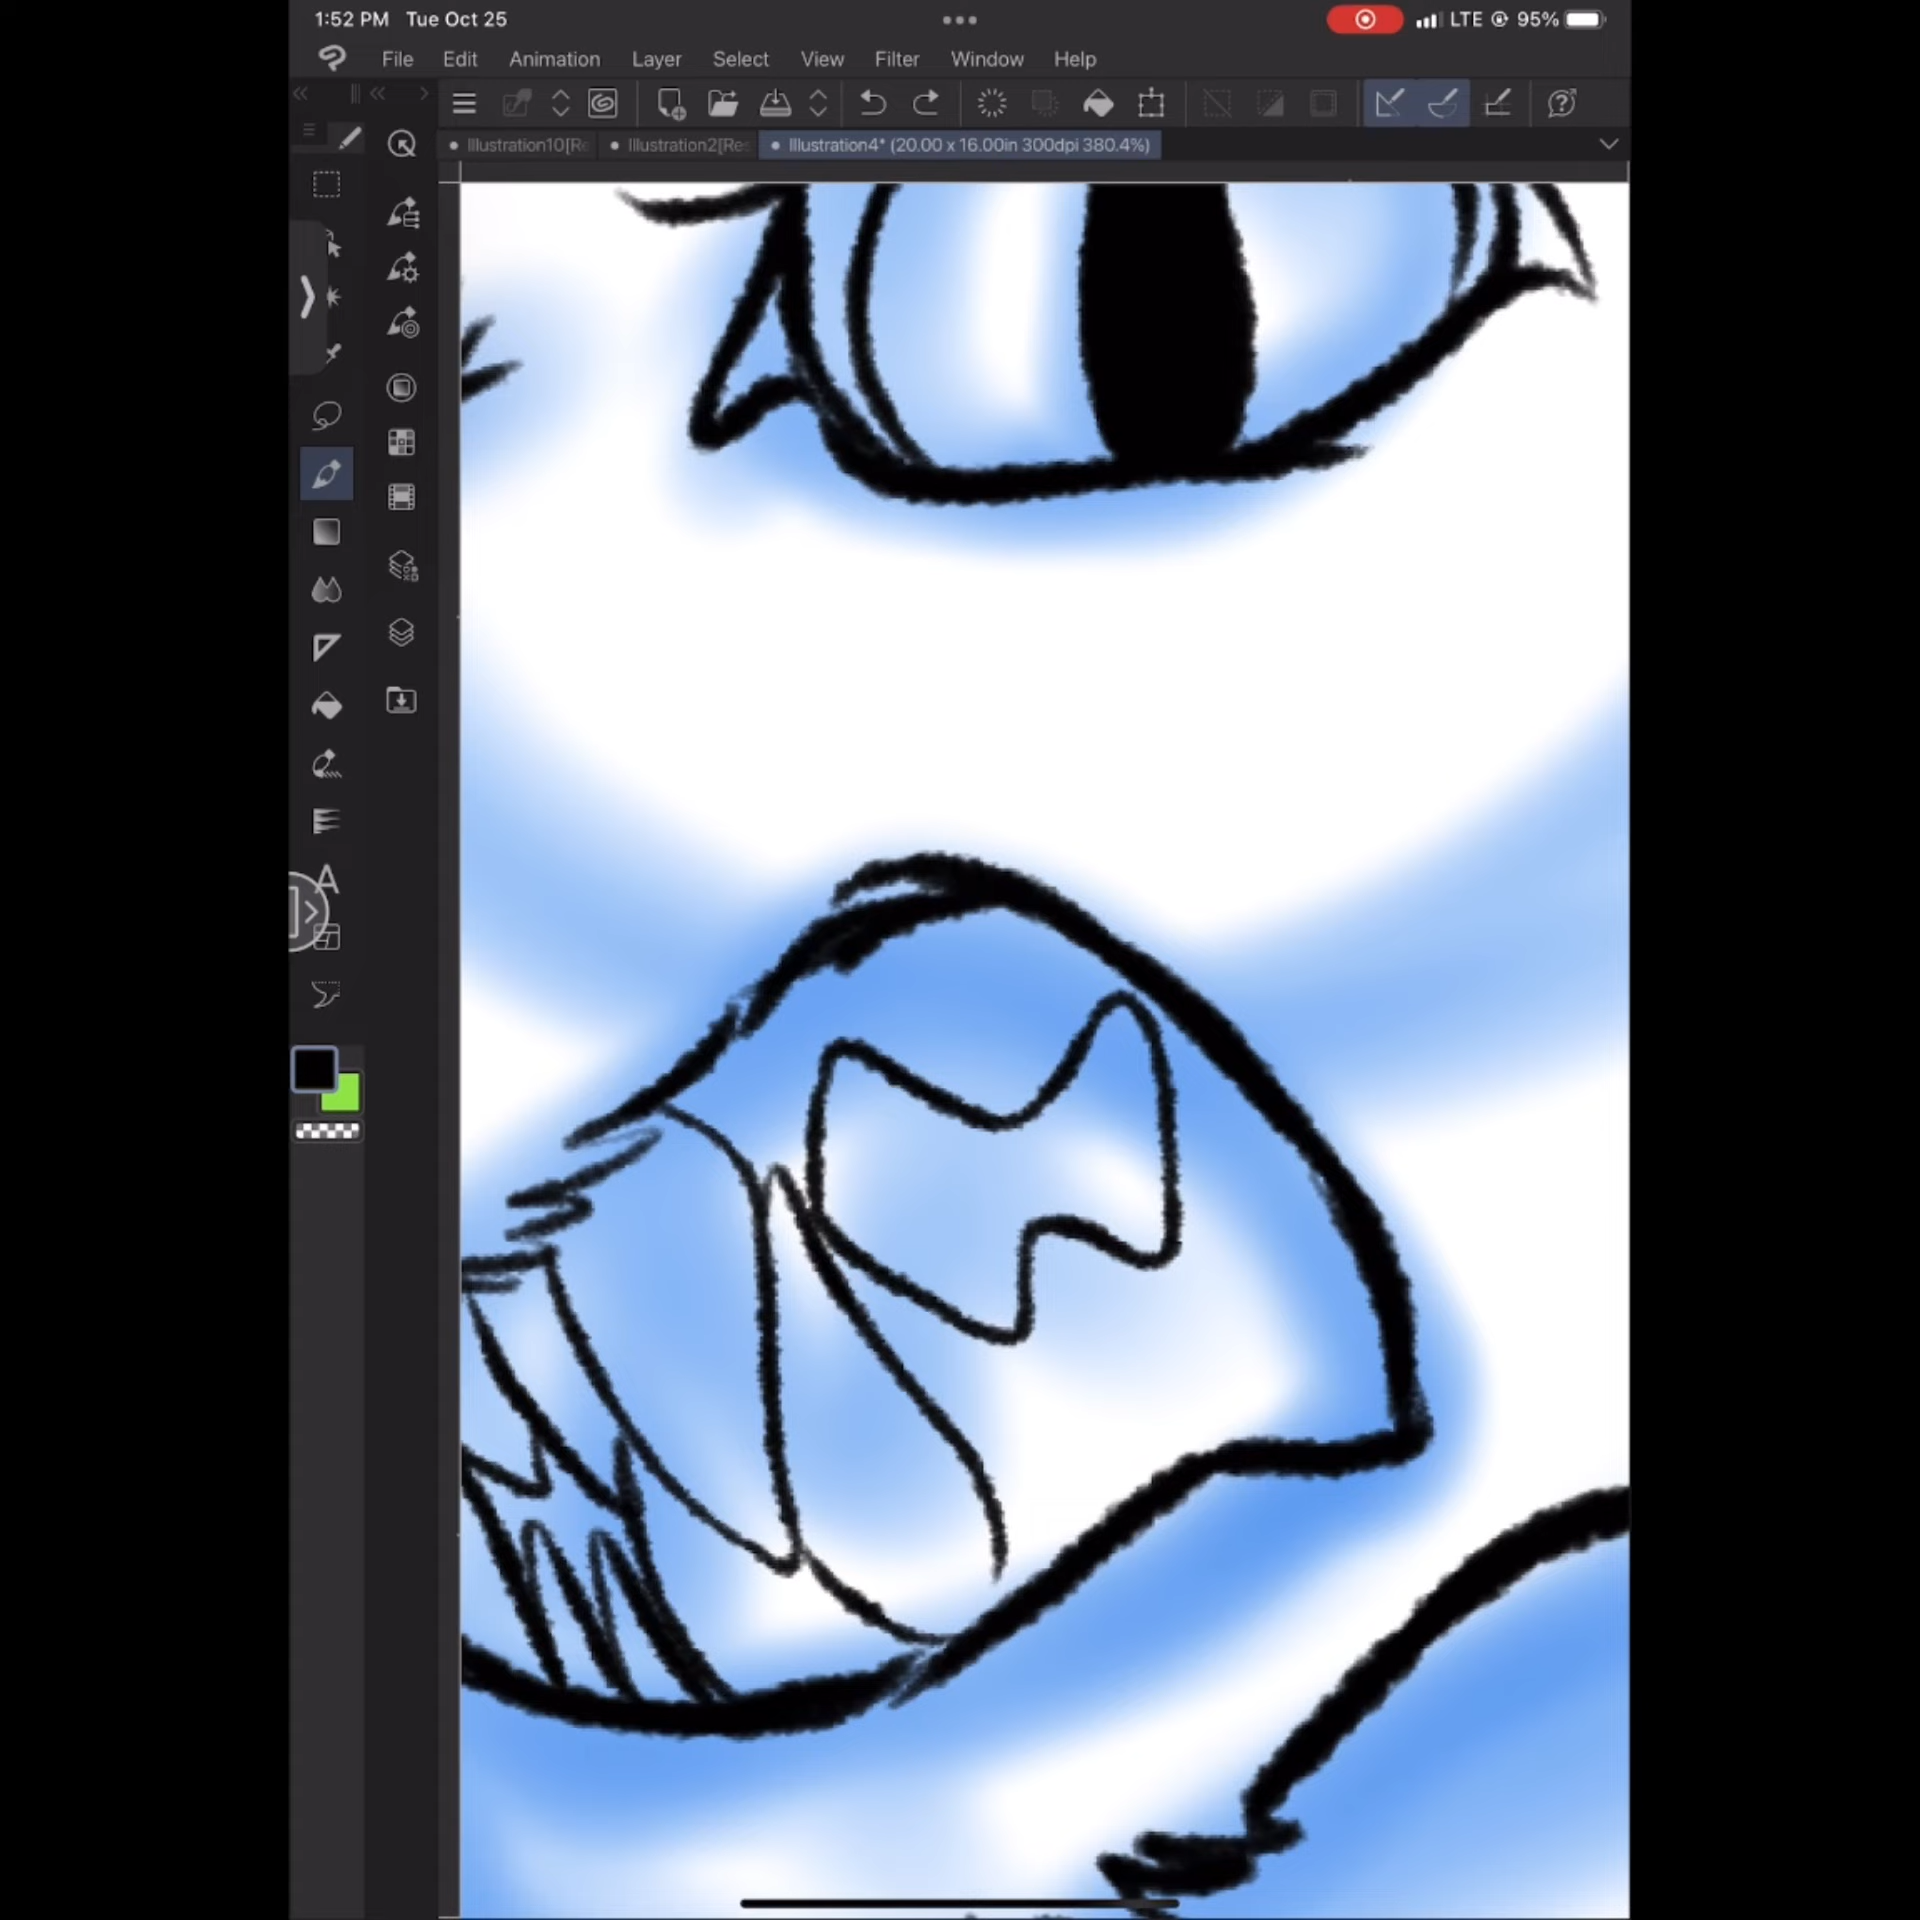 1:52 PM Tue Oct 25 LTE 95%
File Edit Animation Layer Select View Filter Window Help
Illustration10[Re Illustration2[Res Illustration4* (20.00 x 16.00in 300dpi 380.4%)
A